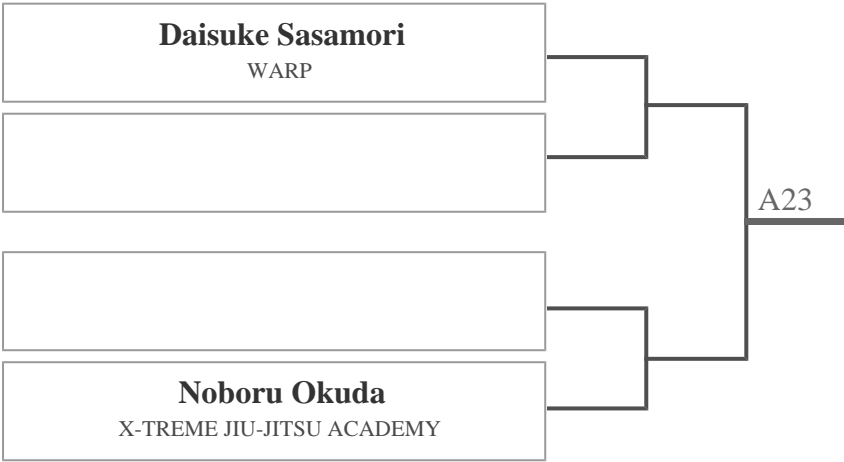 Daisuke Sasamori
WARP
A23
Noboru Okuda
X-TREME JIU-JITSU ACADEMY